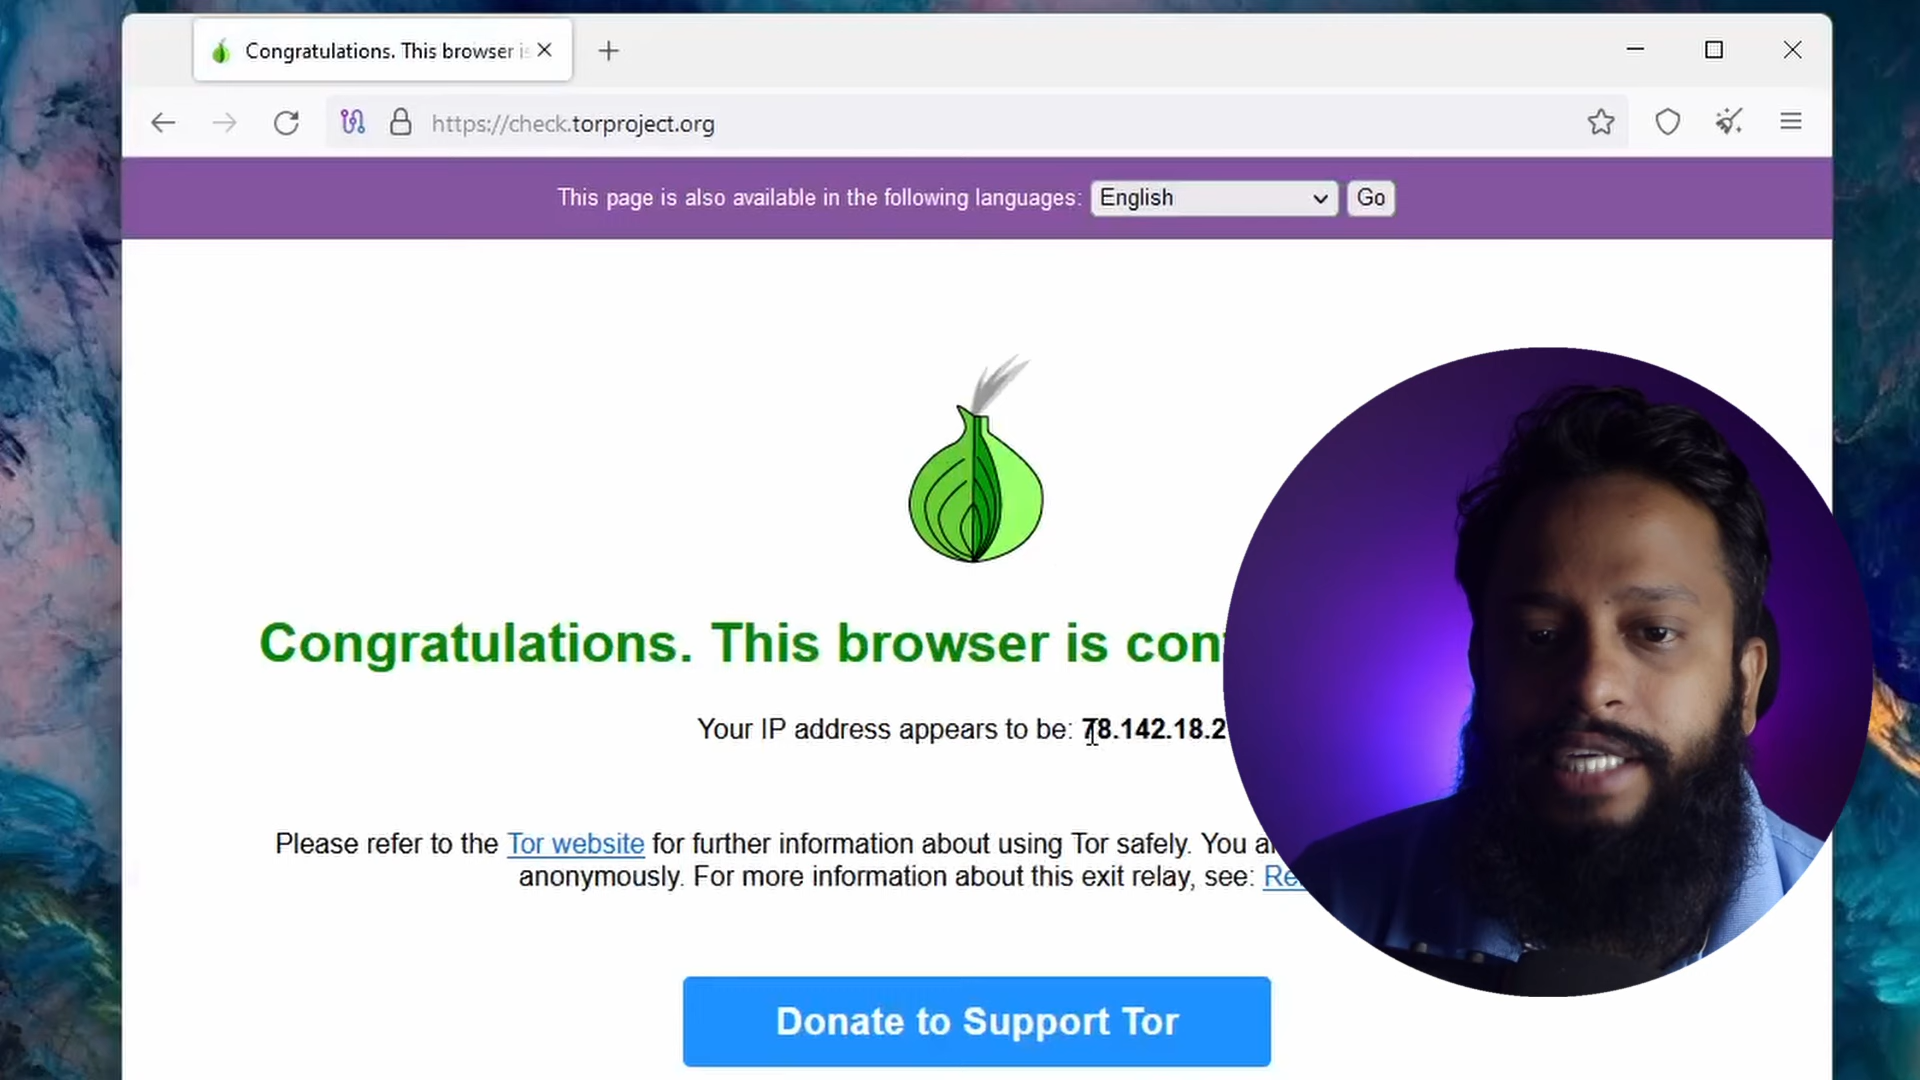 Congratulations. This browser is
https://check.torproject.org
This page is also available in the following languages: English Go
Congratulations. This browser is con
Your IP address appears to be: 78.142.18.2
Please refer to the Tor website for further information about using Tor safely. You a
anonymously. For more information about this exit relay, see: Re
Donate to Support Tor